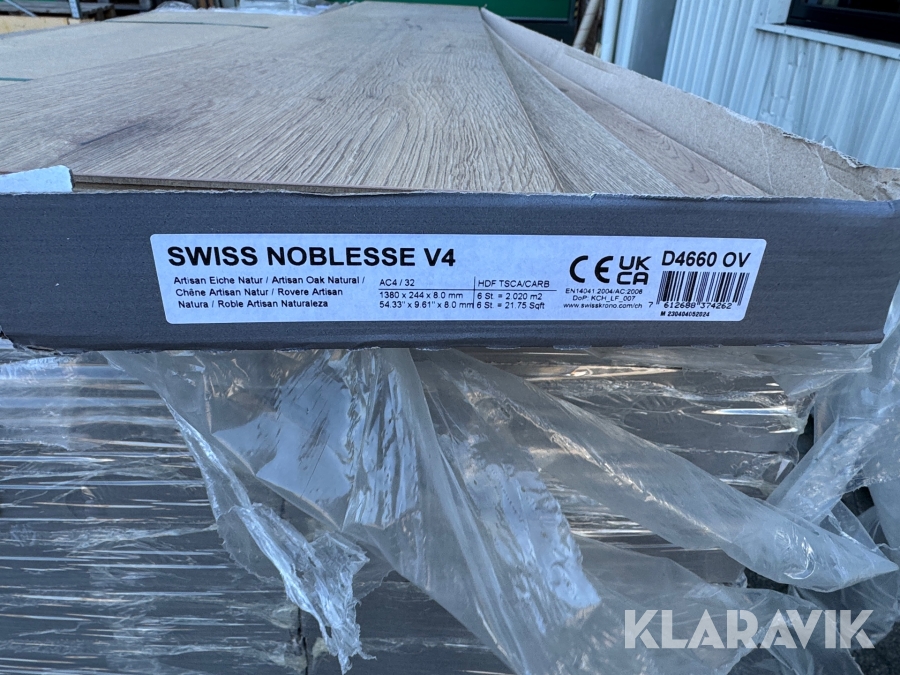 SWISS NOBLESSE V4
Artisan Eiche Natur / Artisan Oak Natural /
Chêne Artisan Natur / Rovere Artisan
Natura / Roble Artisan Naturaleza
AC4 / 32
1380 x 244 x 8.0 mm
54.33" x 9.61" x 8.0 mm
HDF TSCA/CARB
6 St = 2.020 m2
6 St = 21.75 Sqft
CE UK CA
EN14041:2004/AC:2006
DoP: KCH_LF_007
www.swisskrono.com/ch
D4660 OV
7 612688 374262
M 230404052024
KLARAVIK